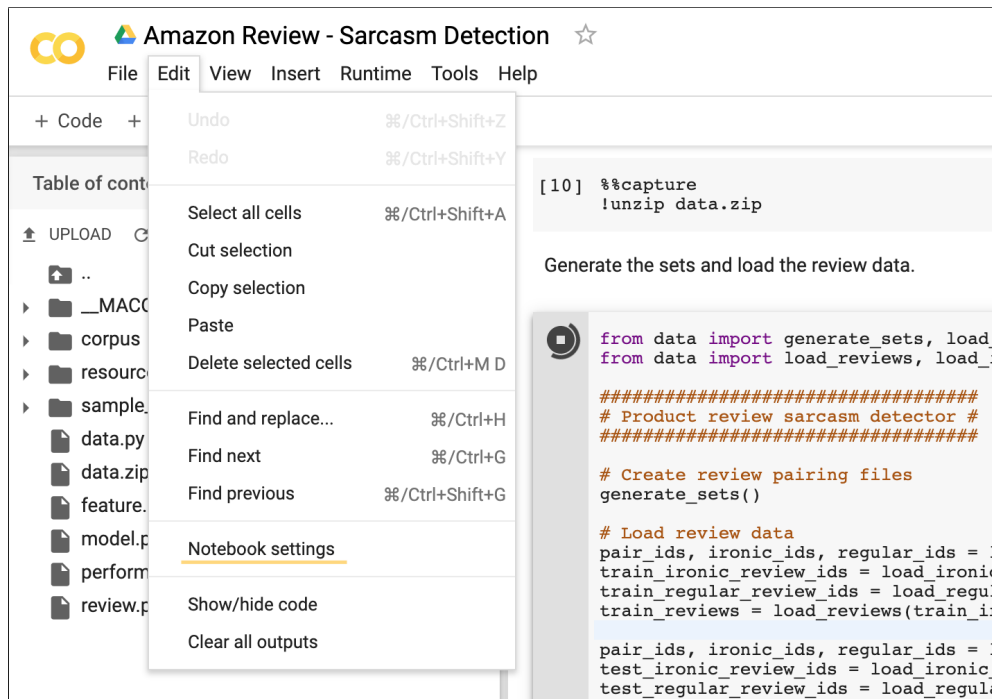 Amazon Review - Sarcasm Detection
File Edit View Insert Runtime Tools Help
+ Code +
Undo ⌘/Ctrl+Shift+Z
Redo ⌘/Ctrl+Shift+Y
Select all cells ⌘/Ctrl+Shift+A
Cut selection
Copy selection
Paste
Delete selected cells ⌘/Ctrl+M D
Find and replace... ⌘/Ctrl+H
Find next ⌘/Ctrl+G
Find previous ⌘/Ctrl+Shift+G
Notebook settings
Show/hide code
Clear all outputs
Table of conte
UPLOAD
..
__MACO
corpus
resourc
sample_
data.py
data.zip
feature.
model.p
perform
review.p
[10] %%capture
!unzip data.zip
Generate the sets and load the review data.
from data import generate_sets, load_
from data import load_reviews, load_
###################################
# Product review sarcasm detector #
###################################
# Create review pairing files
generate_sets()
# Load review data
pair_ids, ironic_ids, regular_ids =
train_ironic_review_ids = load_ironic
train_regular_review_ids = load_regul
train_reviews = load_reviews(train_i
pair_ids, ironic_ids, regular_ids =
test_ironic_review_ids = load_ironic_
test_regular_review_ids = load_regula